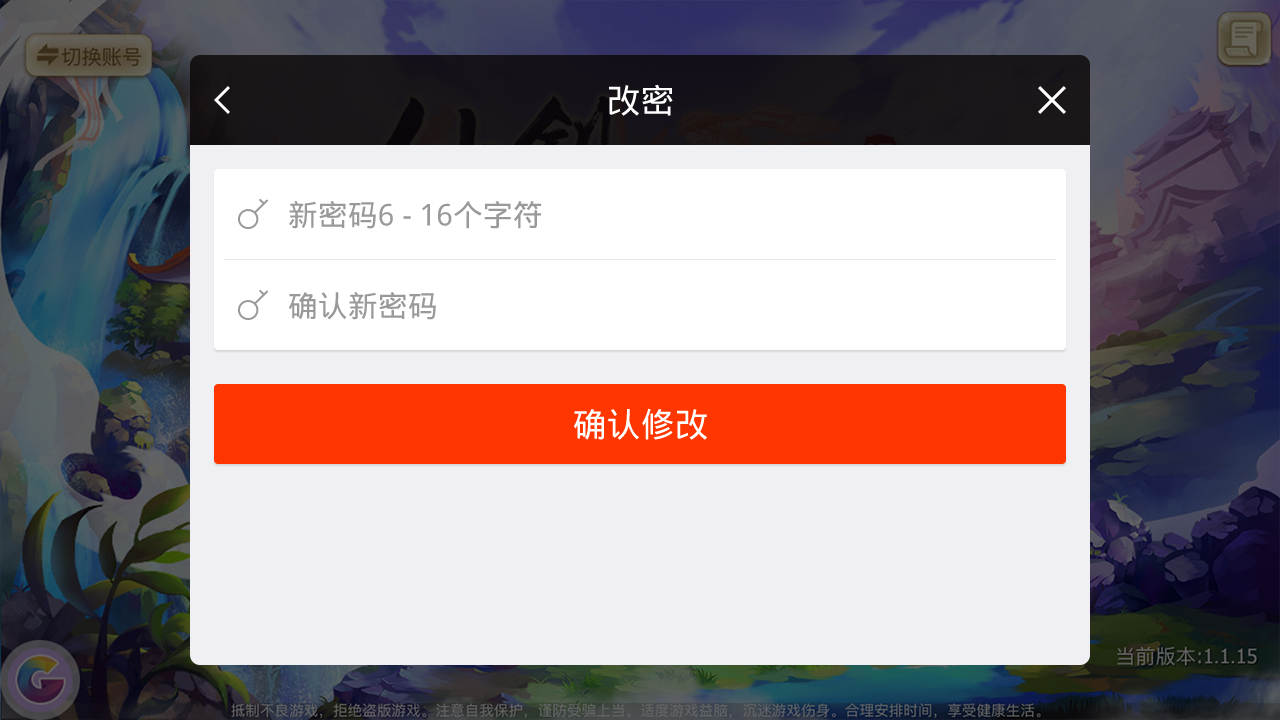 切换账号
改密
新密码6 - 16个字符
确认新密码
确认修改
当前版本:1.1.15
抵制不良游戏，拒绝盗版游戏。注意自我保护，谨防受骗上当。适度游戏益脑，沉迷游戏伤身。合理安排时间，享受健康生活。